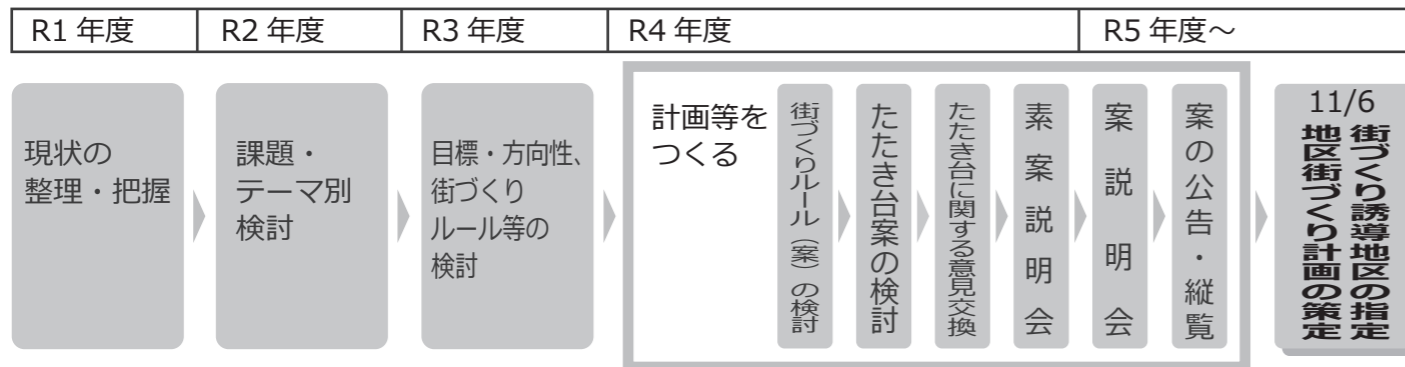 R1 年度
R2 年度
R3 年度
R4 年度
R5 年度～
現状の
整理・把握
課題・
テーマ別
検討
目標・方向性、
街づくり
ルール等の
検討
計画等を
つくる
街づくりルール（案）の検討
たたき台案の検討
たたき台に関する意見交換
素案説明会
案説明会
案の公告・縦覧
11/6
街づくり誘導地区の指定
地区街づくり計画の策定